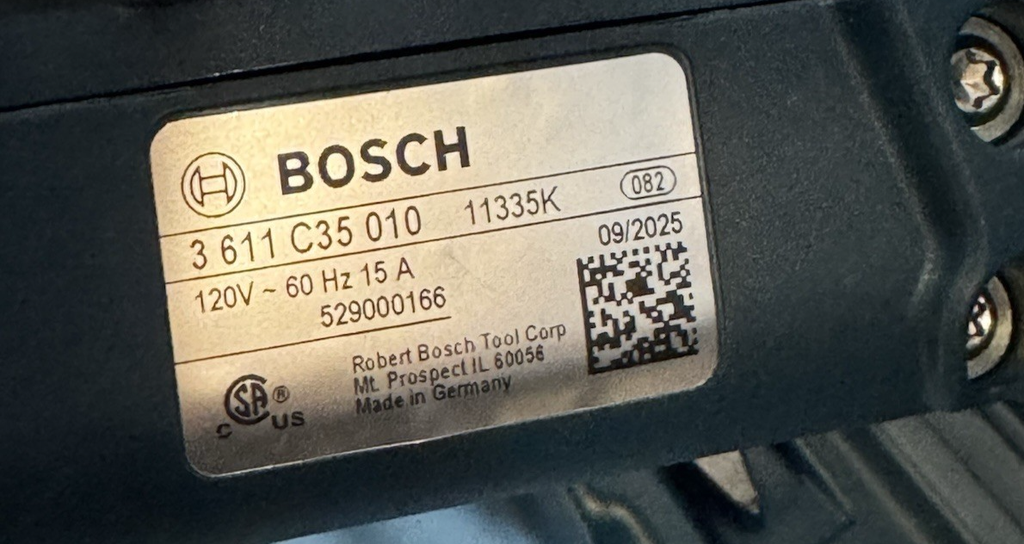 BOSCH
3 611 C35 010 11335K 082
120V ~ 60 Hz 15 A 09/2025
529000166
Robert Bosch Tool Corp
Mt. Prospect IL 60056
Made in Germany
CSA ®
C US